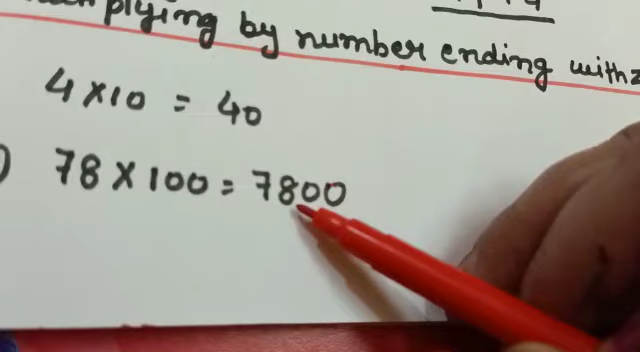 plying by number ending with
4 × 10 = 40
) 78 × 100 = 7800